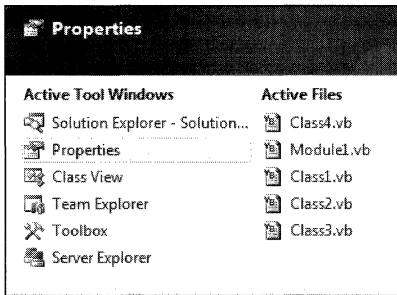 Properties
Active Tool Windows
Solution Explorer - Solution...
Properties
Class View
Team Explorer
Toolbox
Server Explorer
Active Files
Class4.vb
Module1.vb
Class1.vb
Class2.vb
Class3.vb